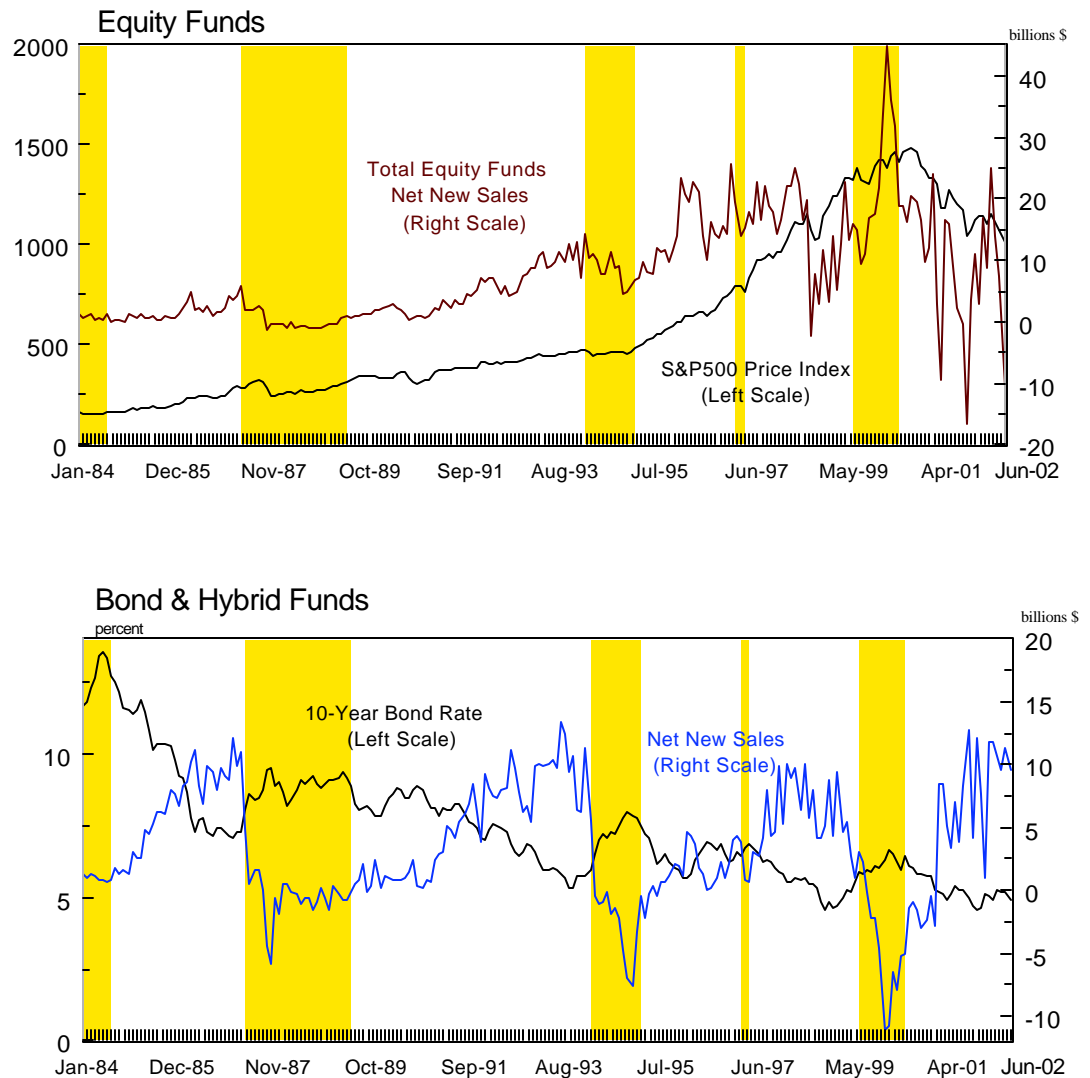 Equity Funds
billions $
2000
1500
1000
500
0
40
30
20
10
0
-10
-20
Total Equity Funds
Net New Sales
(Right Scale)
S&P500 Price Index
(Left Scale)
Jan-84 Dec-85 Nov-87 Oct-89 Sep-91 Aug-93 Jul-95 Jun-97 May-99 Apr-01 Jun-02
Bond & Hybrid Funds
percent
billions $
10
5
0
20
15
10
5
0
-5
-10
10-Year Bond Rate
(Left Scale)
Net New Sales
(Right Scale)
Jan-84 Dec-85 Nov-87 Oct-89 Sep-91 Aug-93 Jul-95 Jun-97 May-99 Apr-01 Jun-02